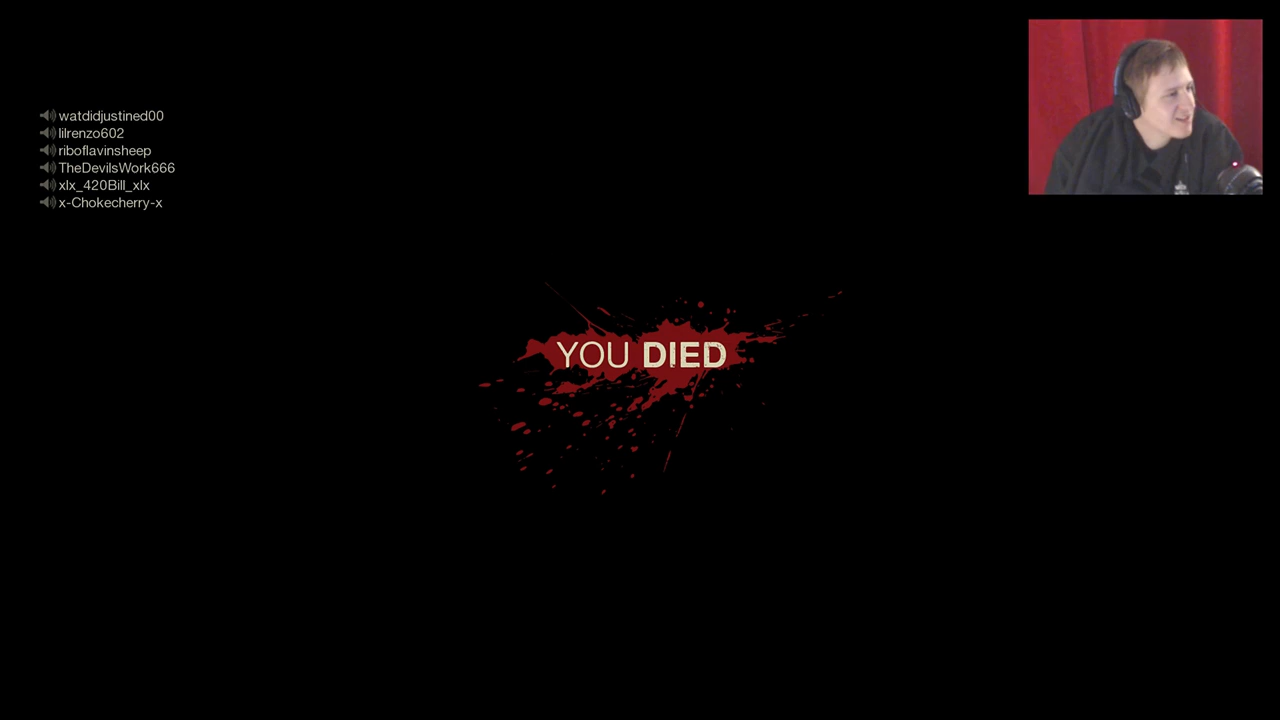 watdidjustined00
lilrenzo602
riboflavinsheep
TheDevilsWork666
xlx_420Bill_xlx
x-Chokecherry-x
YOU DIED